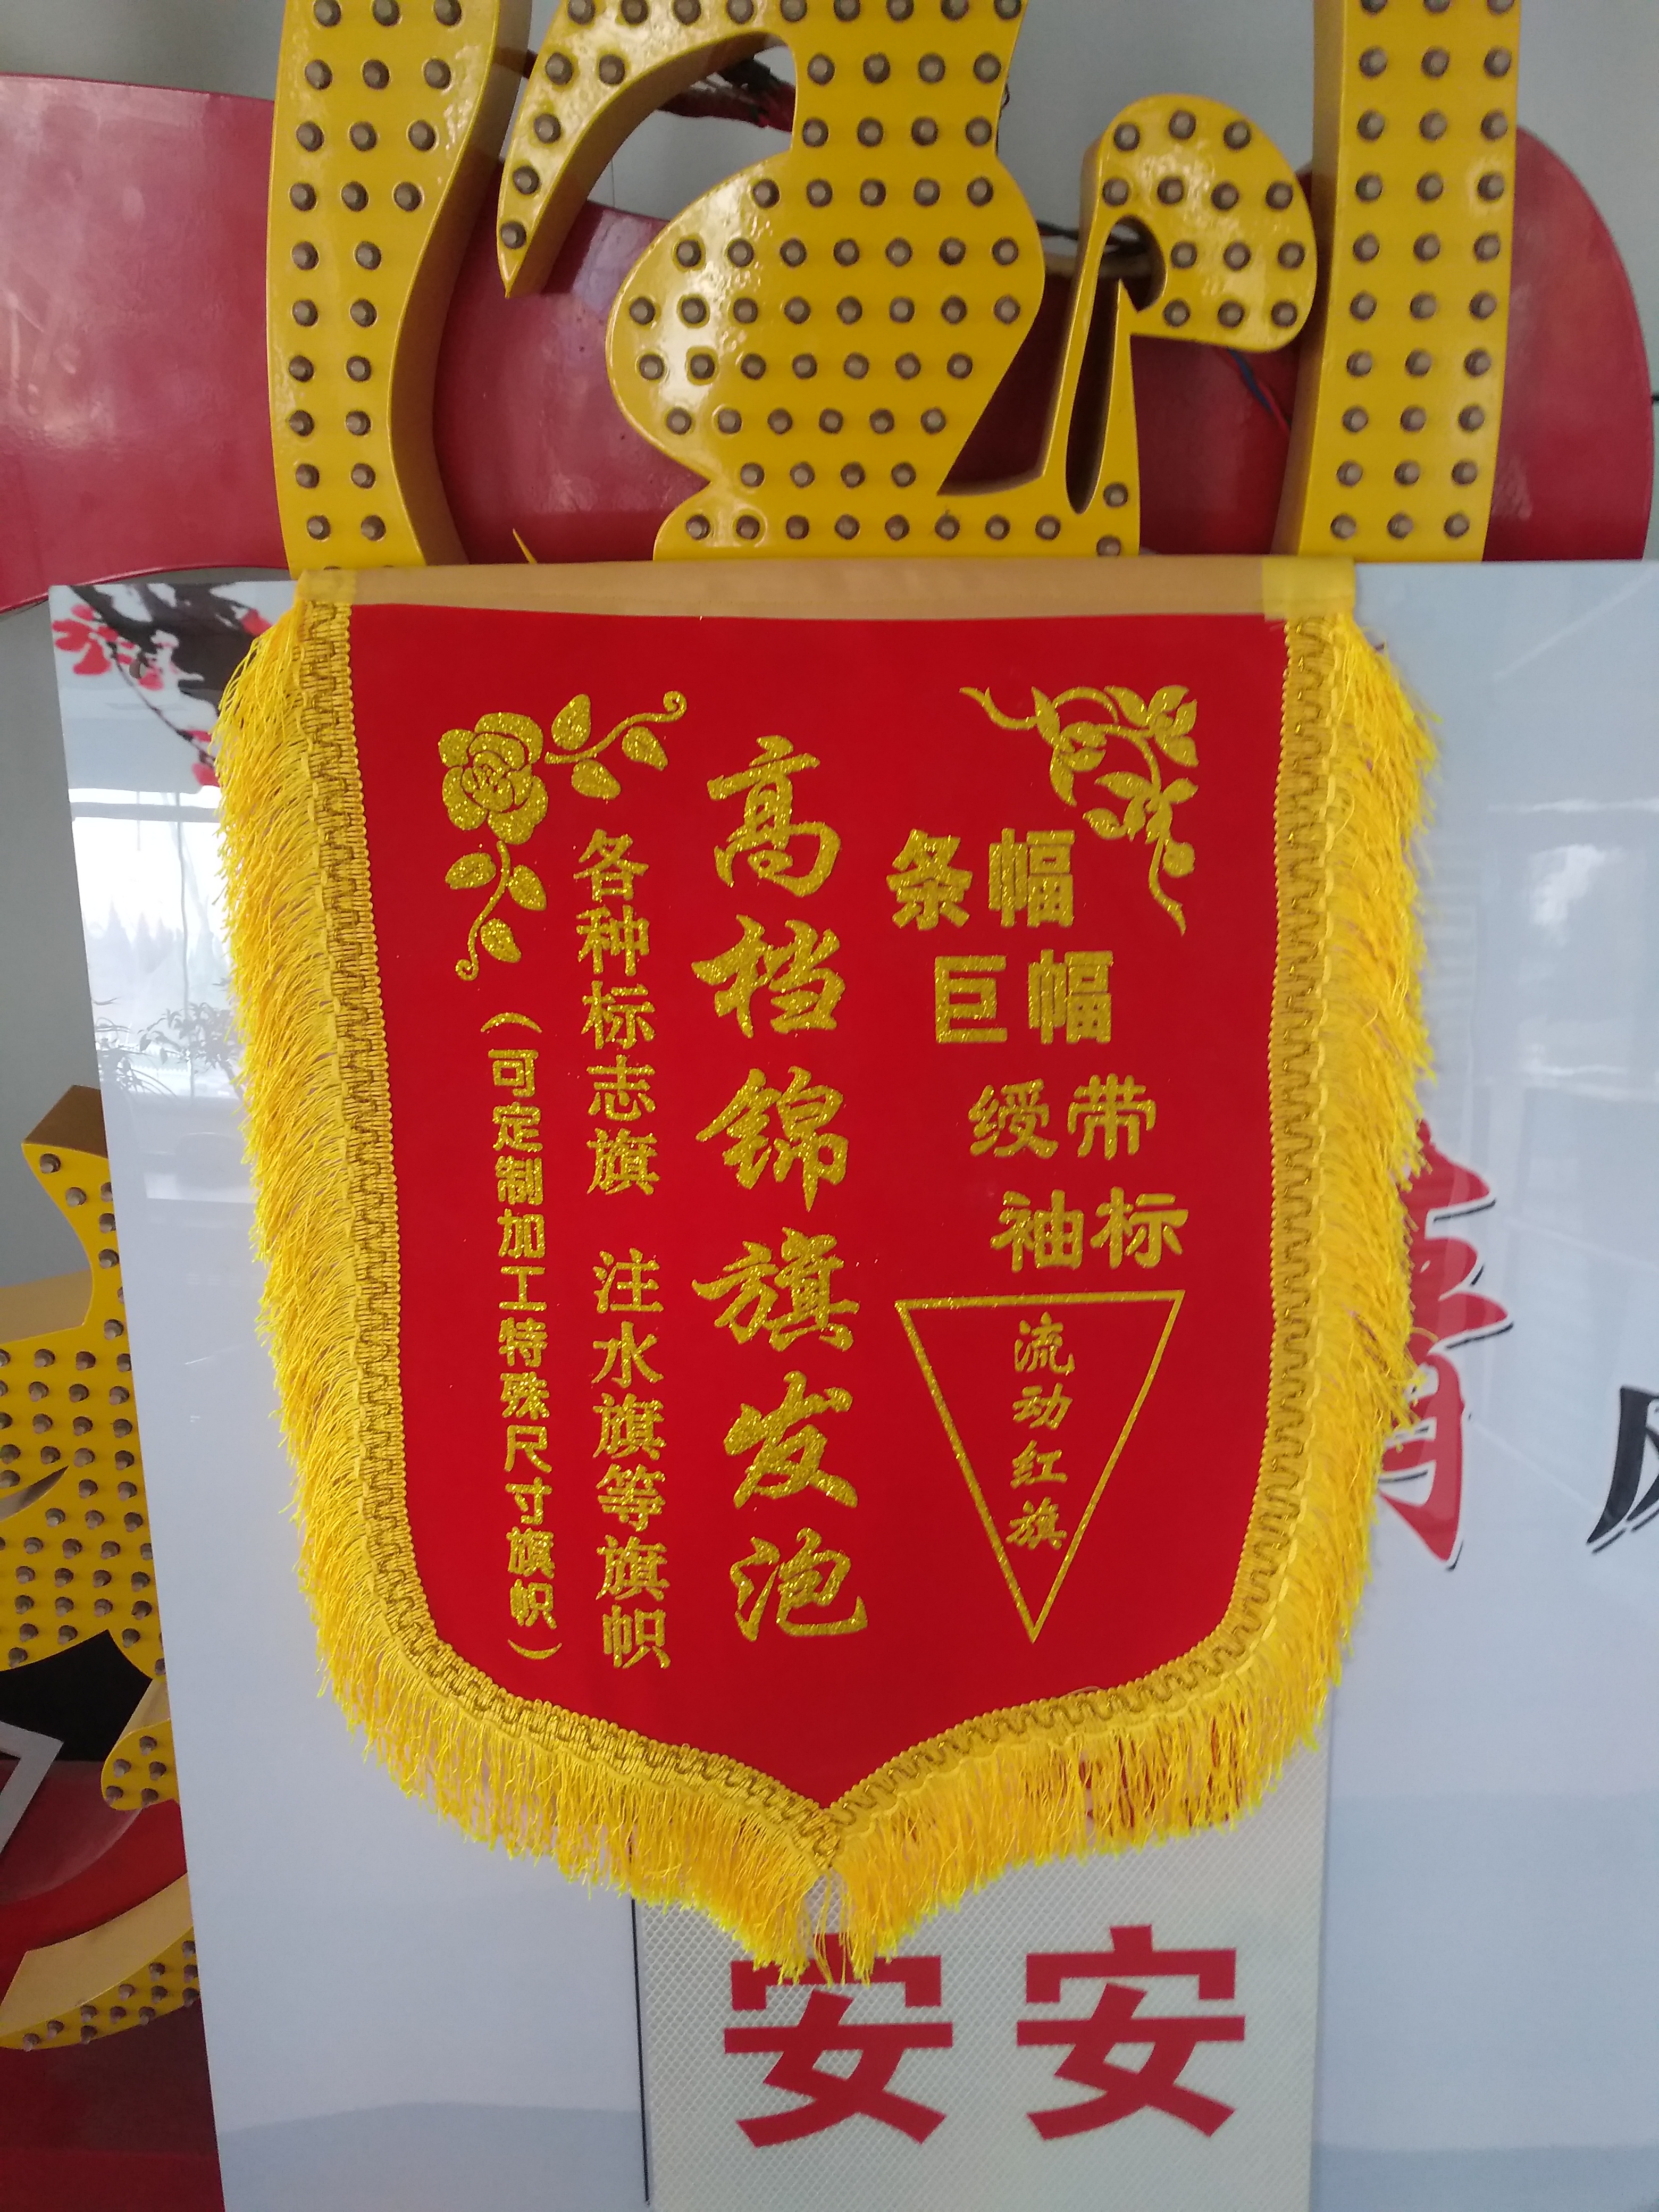 条幅
巨幅
绶带
袖标
流动红旗
高档锦旗发泡
各种标志旗 注水旗等旗帜
（可定制加工特殊尺寸旗帜）
安安